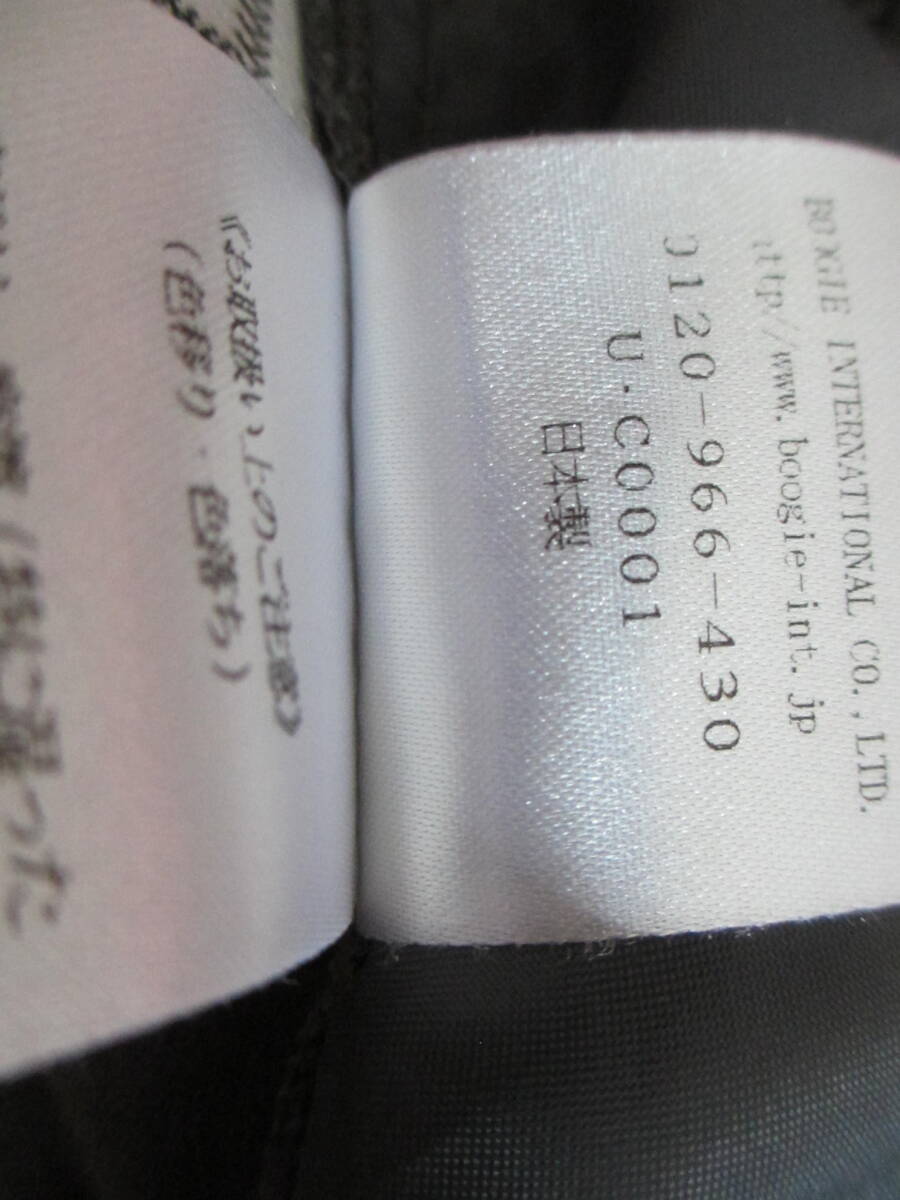 BOOGIE INTERNATIONAL CO.,LTD.
ttp//www.boogie-int.jp
0120-966-430
U.C0001
日本製
《お取扱い上のご注意》
(色移り・色落ち)